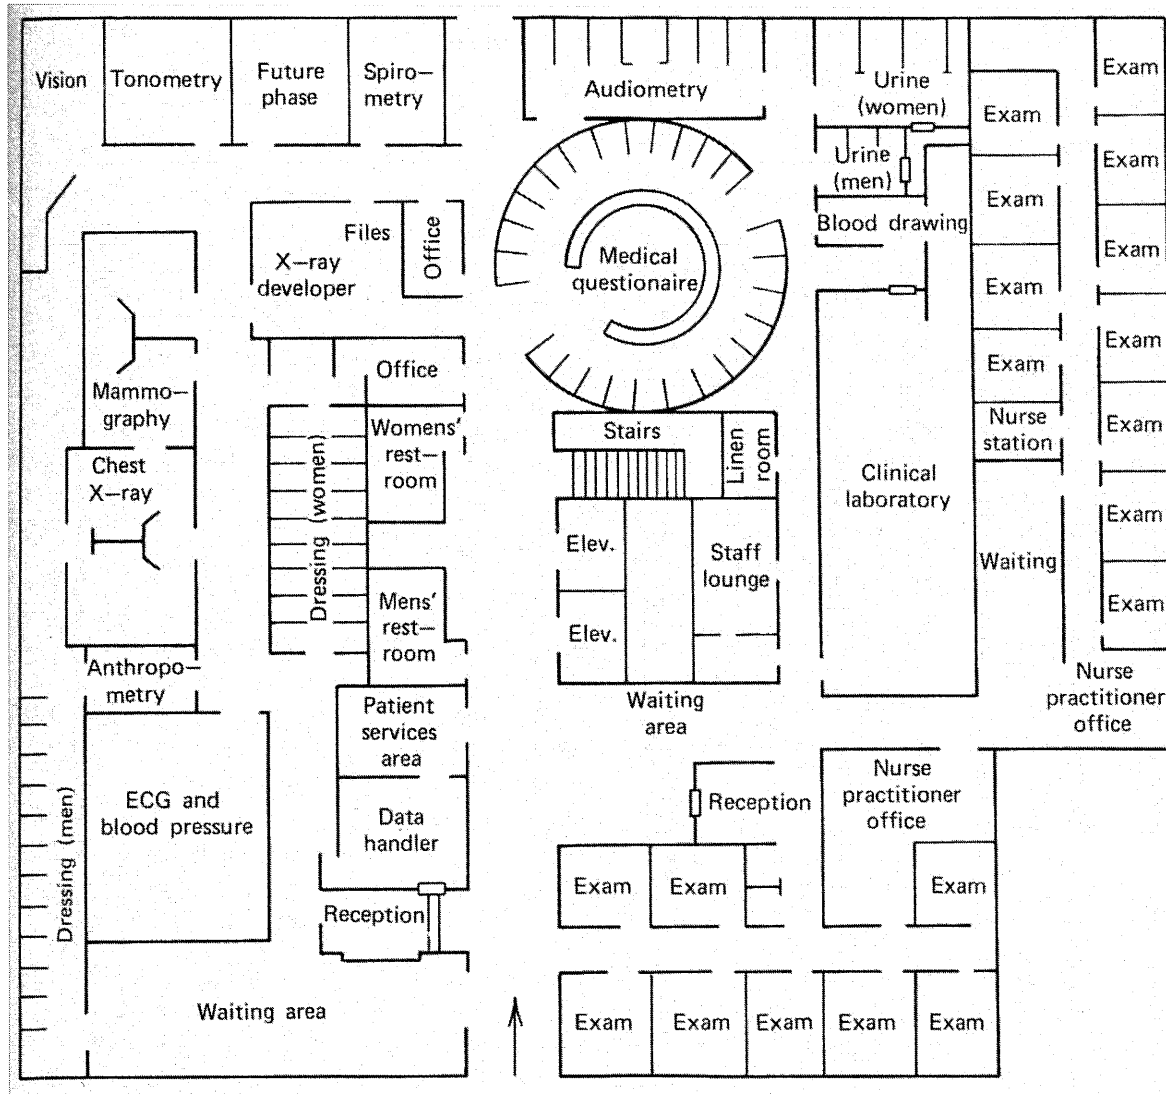 Vision
Tonometry
Future
phase
Spiro—
metry
Audiometry
Urine
(women)
Exam
Exam
Urine
(men)
Exam
Exam
Blood drawing
Files
Office
X—ray
developer
Medical
questionaire
Exam
Exam
Exam
Exam
Office
Mammo—
graphy
Womens'
rest—
room
Stairs
Linen
room
Nurse
station
Exam
Chest
X—ray
Dressing (women)
Clinical
laboratory
Exam
Elev.
Staff
lounge
Waiting
Exam
Mens'
rest—
room
Elev.
Anthropo—
metry
Patient
services
area
Waiting
area
Nurse
practitioner
office
ECG and
blood pressure
Dressing (men)
Data
handler
Reception
Nurse
practitioner
office
Exam
Exam
Exam
Reception
Waiting area
Exam
Exam
Exam
Exam
Exam